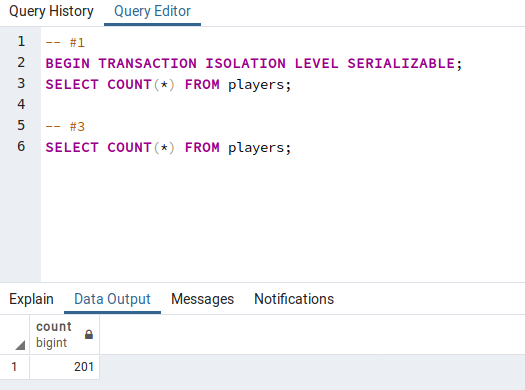 Query History Query Editor
1 -- #1
2 BEGIN TRANSACTION ISOLATION LEVEL SERIALIZABLE;
3 SELECT COUNT(*) FROM players;
4
5 -- #3
6 SELECT COUNT(*) FROM players;
Explain Data Output Messages Notifications
count
bigint
1 201